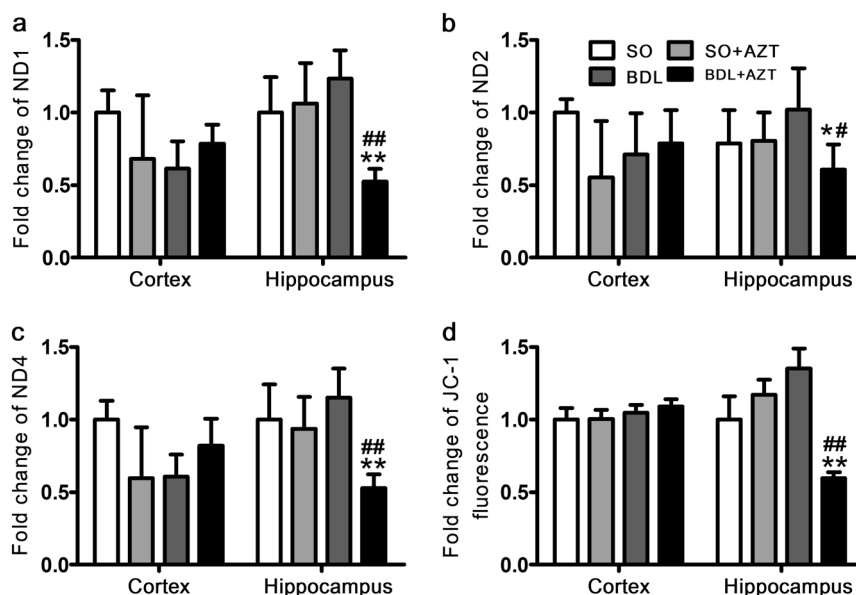 a
Fold change of ND1
1.5
1.0
0.5
0.0
##
**
Cortex Hippocampus
b
Fold change of ND2
1.5
1.0
0.5
0.0
SO SO+AZT
BDL BDL+AZT
*#
Cortex Hippocampus
c
Fold change of ND4
1.5
1.0
0.5
0.0
##
**
Cortex Hippocampus
d
Fold change of JC-1
fluorescence
1.5
1.0
0.5
0.0
##
**
Cortex Hippocampus